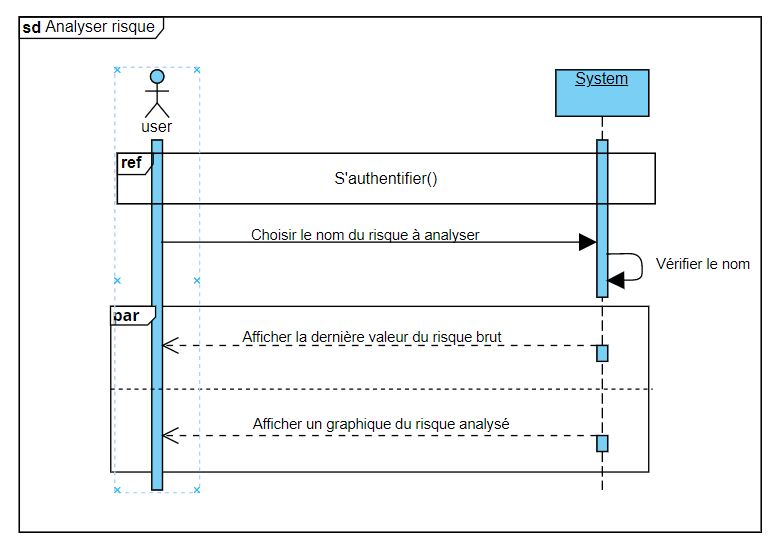 sd Analyser risque
System
user
ref
S'authentifier()
Choisir le nom du risque à analyser
Vérifier le nom
par
Afficher la dernière valeur du risque brut
Afficher un graphique du risque analysé